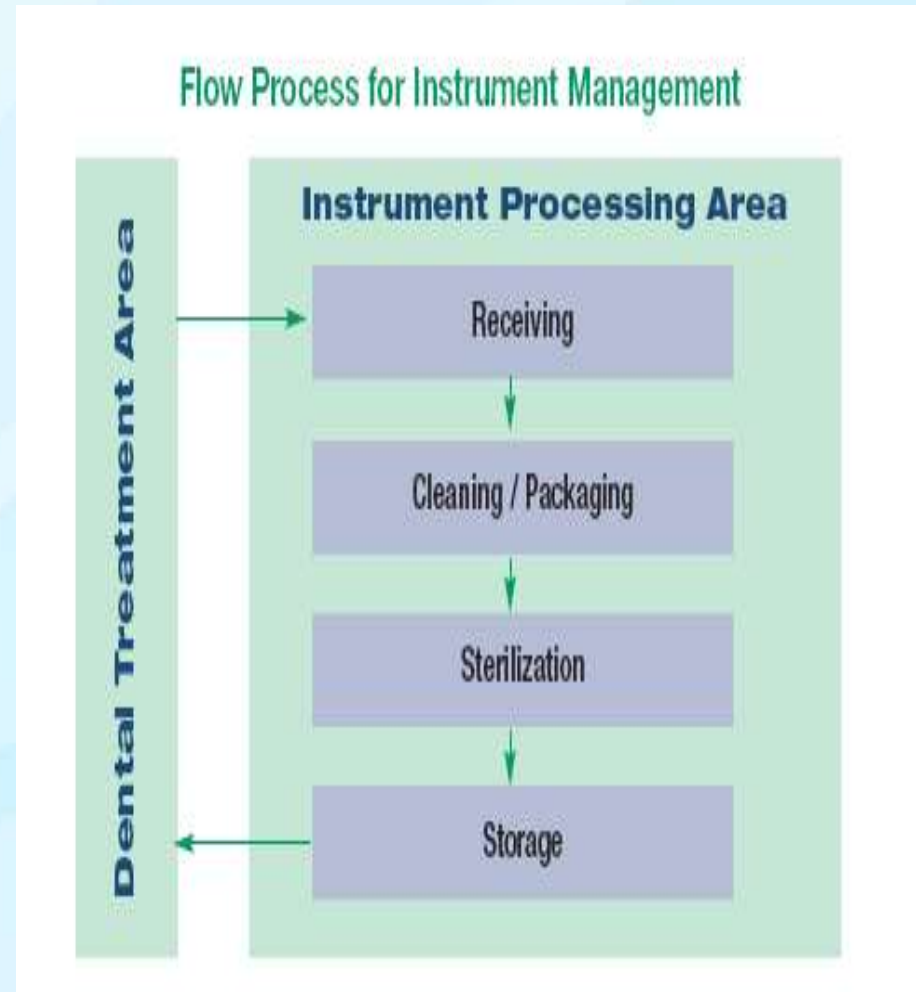 Flow Process for Instrument Management
Dental Treatment Area
Instrument Processing Area
Receiving
Cleaning / Packaging
Sterilization
Storage